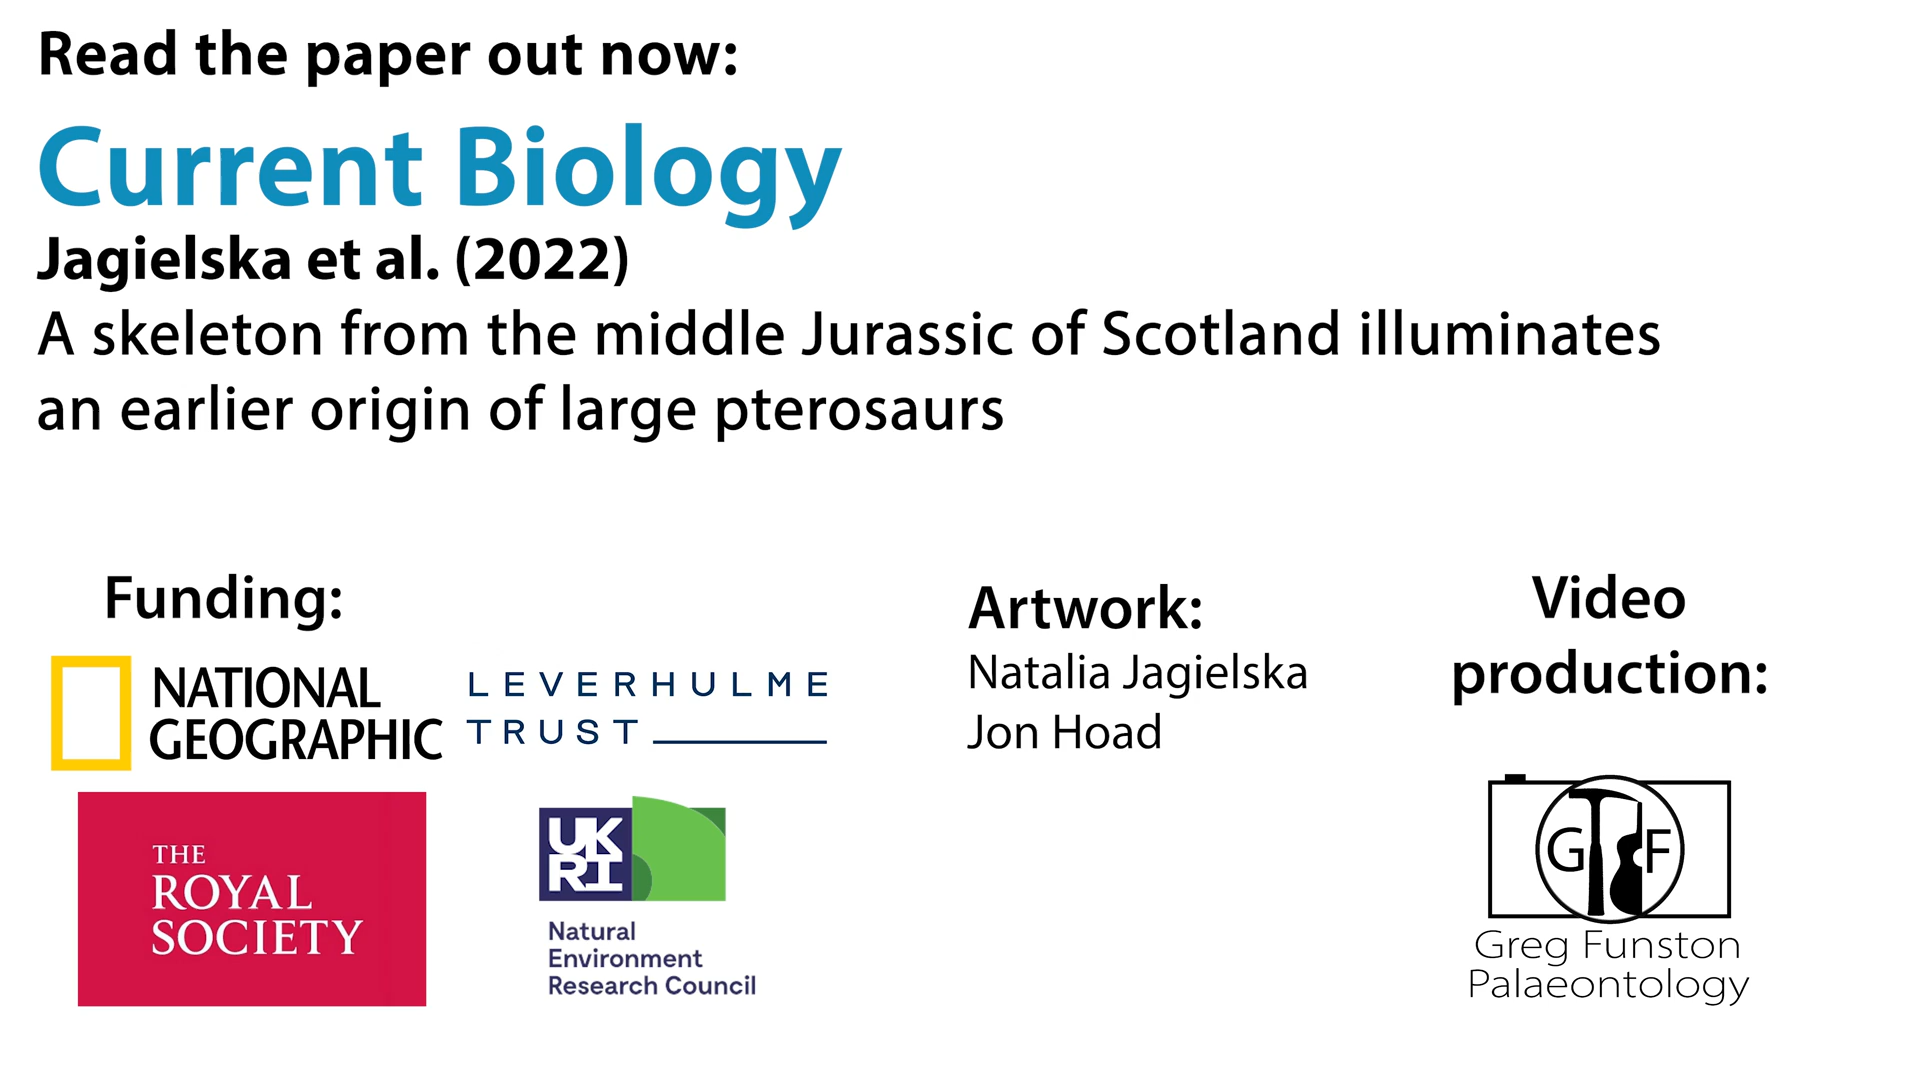 Read the paper out now:
Current Biology
Jagielska et al. (2022)
A skeleton from the middle Jurassic of Scotland illuminates
an earlier origin of large pterosaurs
Funding:
NATIONAL
GEOGRAPHIC
LEVERHULME
TRUST
THE
ROYAL
SOCIETY
UK
RI
Natural
Environment
Research Council
Artwork:
Natalia Jagielska
Jon Hoad
Video
production:
G F
Greg Funston
Palaeontology